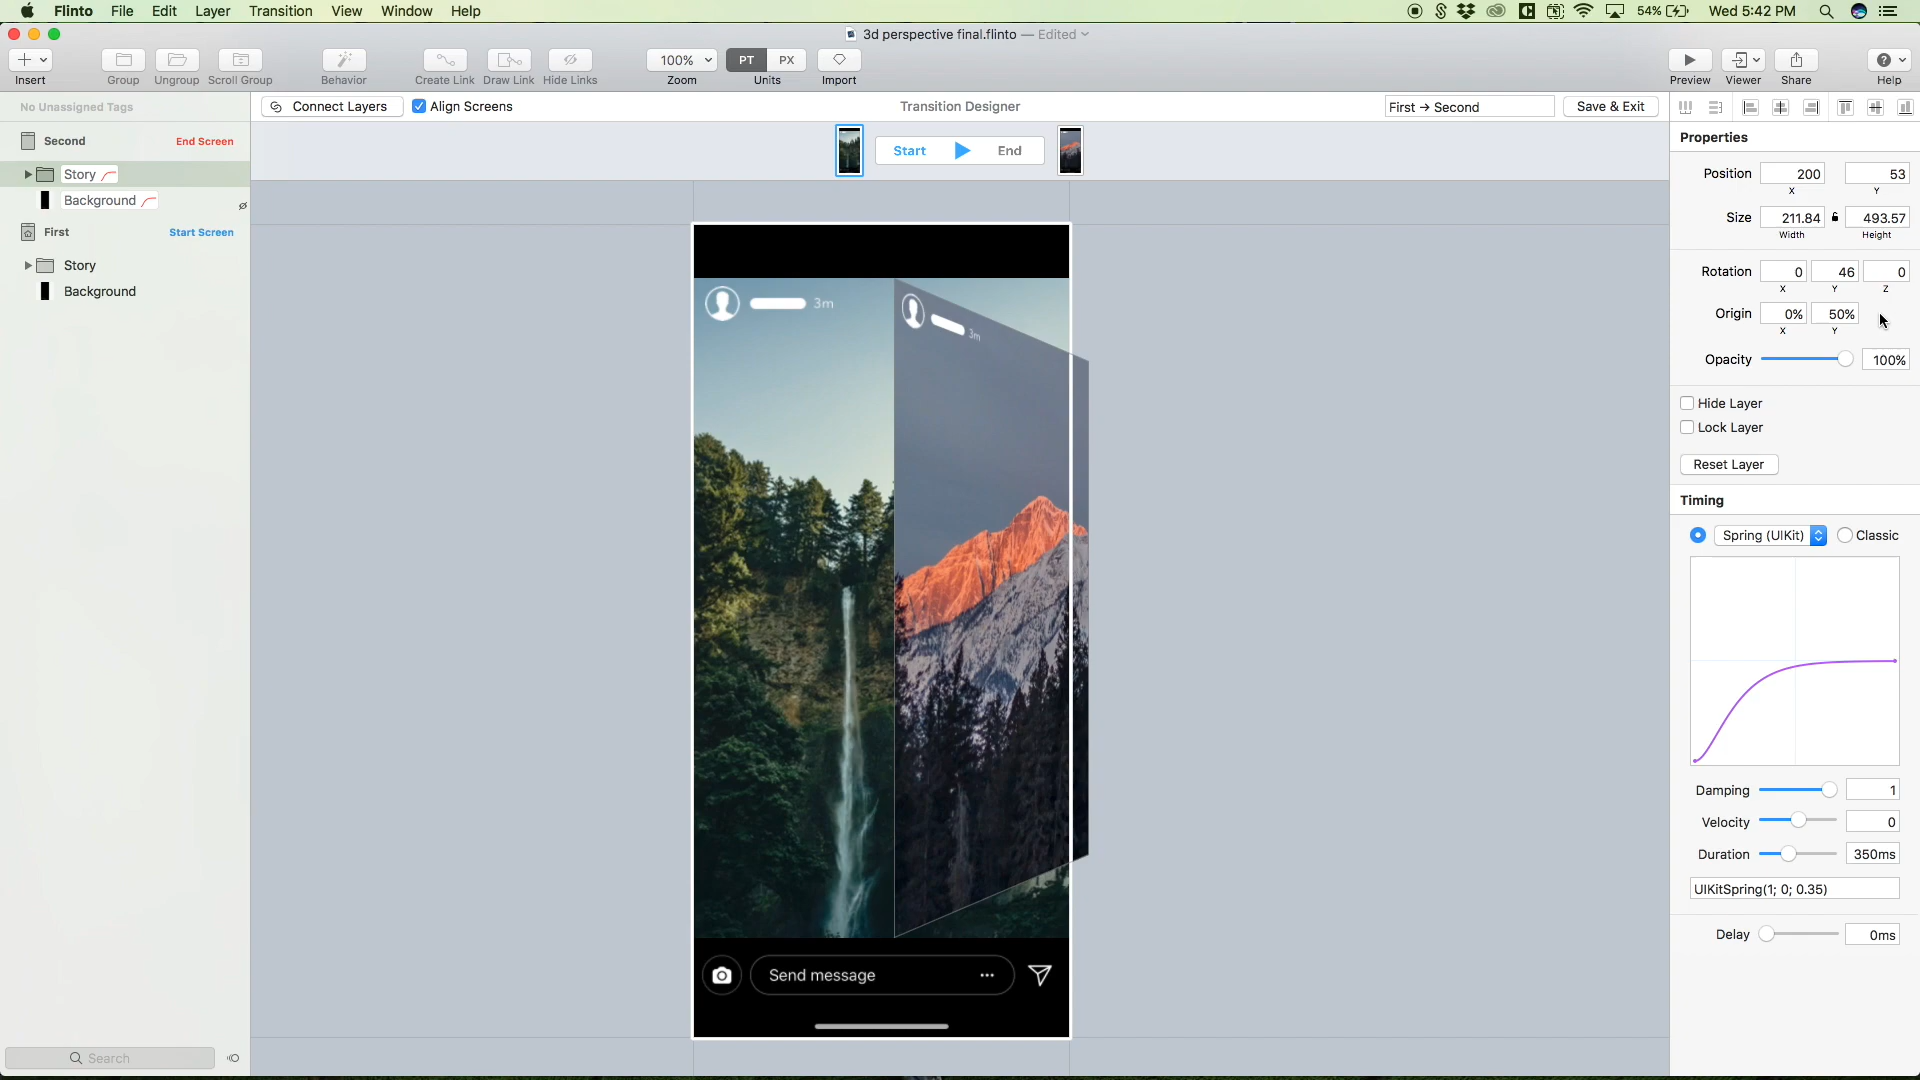 Flinto File Edit Layer Transition View Window Help 54% Wed 5:42 PM
3d perspective final.flinto — Edited
Insert Group Ungroup Scroll Group Behavior Create Link Draw Link Hide Links 100% Zoom PT PX Units Import Preview Viewer Share Help
No Unassigned Tags
Connect Layers Align Screens Transition Designer First → Second Save & Exit
Second End Screen
Story
Background
First Start Screen
Story
Background
Search
Start End
3m
3m
Send message
Properties
Position 200 53
X Y
Size 211.84 493.57
Width Height
Rotation 0 46 0
X Y Z
Origin 0% 50%
X Y
Opacity 100%
Hide Layer
Lock Layer
Reset Layer
Timing
Spring (UIKit) Classic
Damping 1
Velocity 0
Duration 350ms
UIKitSpring(1; 0; 0.35)
Delay 0ms